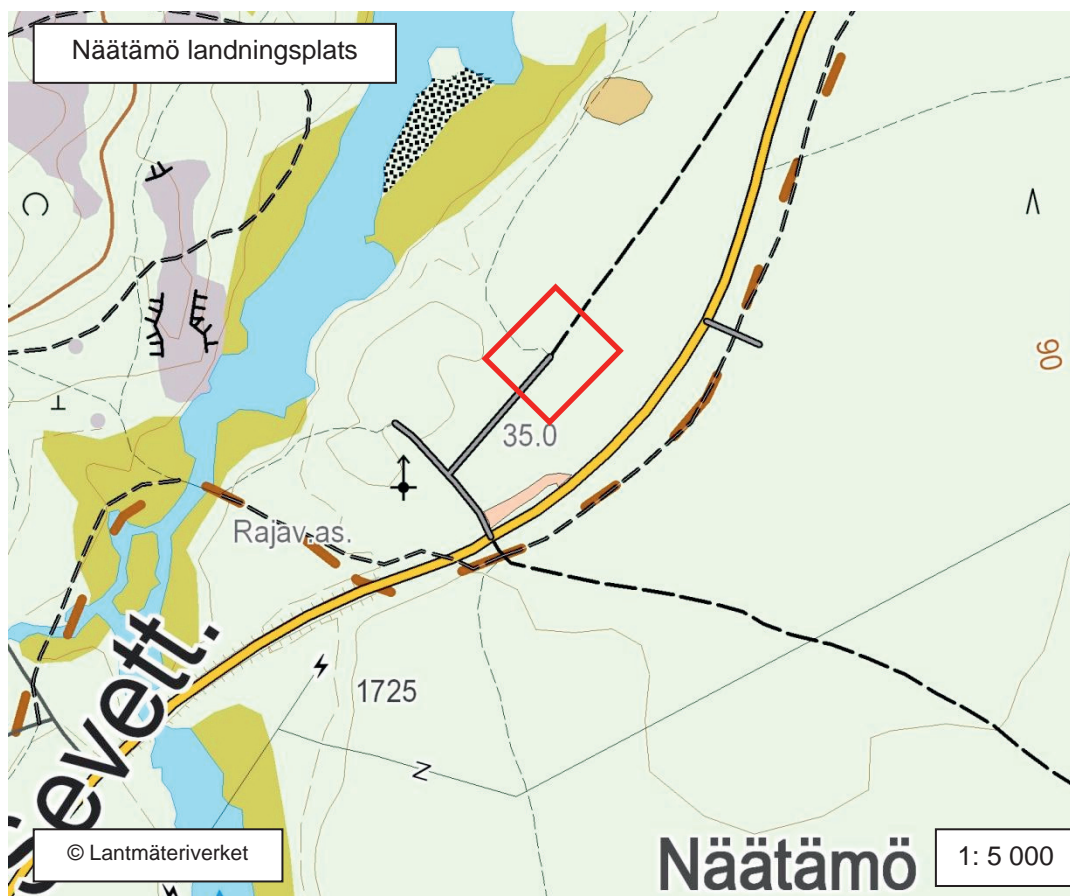 Näätämö landningsplats
90
35.0
Rajav.as.
1725
Z
Sevett.
© Lantmäteriverket
Näätämö
1: 5 000